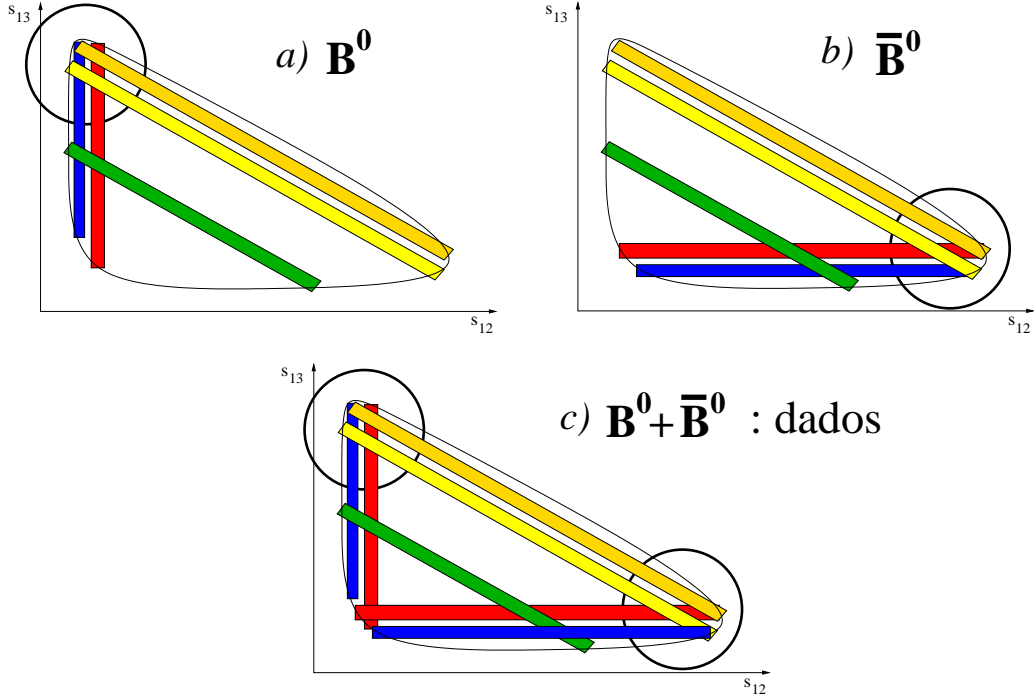 s₁₃
a) B⁰
s₁₂
s₁₃
b) B̅⁰
s₁₂
s₁₃
c) B⁰+B̅⁰ : dados
s₁₂